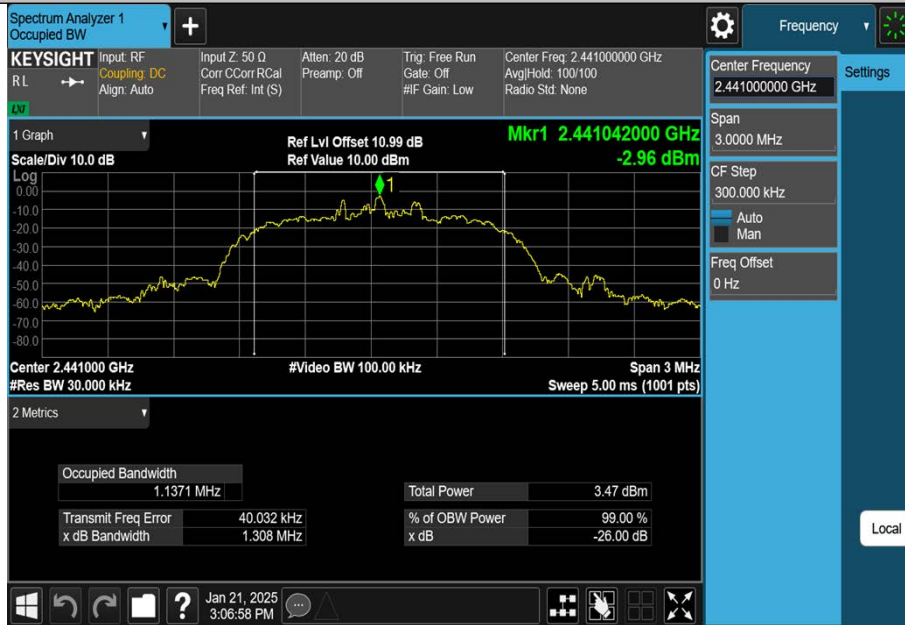 Spectrum Analyzer 1
Occupied BW
+
Frequency
KEYSIGHT
R L
LXI
Input: RF
Coupling: DC
Align: Auto
Input Z: 50 Ω
Corr CCorr RCal
Freq Ref: Int (S)
Atten: 20 dB
Preamp: Off
Trig: Free Run
Gate: Off
#IF Gain: Low
Center Freq: 2.441000000 GHz
Avg|Hold: 100/100
Radio Std: None
Center Frequency
2.441000000 GHz
Settings
Span
3.0000 MHz
CF Step
300.000 kHz
Auto
Man
Freq Offset
0 Hz
Local
1 Graph
Scale/Div 10.0 dB
Ref Lvl Offset 10.99 dB
Ref Value 10.00 dBm
Mkr1 2.441042000 GHz
-2.96 dBm
Log
1
0.00
-10.0
-20.0
-30.0
-40.0
-50.0
-60.0
-70.0
-80.0
Center 2.441000 GHz
#Res BW 30.000 kHz
#Video BW 100.00 kHz
Span 3 MHz
Sweep 5.00 ms (1001 pts)
2 Metrics
Occupied Bandwidth
1.1371 MHz
Total Power 3.47 dBm
Transmit Freq Error 40.032 kHz
% of OBW Power 99.00 %
x dB Bandwidth 1.308 MHz
x dB -26.00 dB
?
Jan 21, 2025
3:06:58 PM